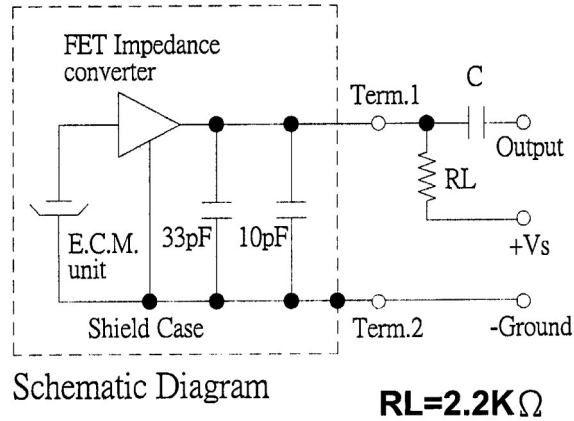 FET Impedance
converter
Term.1
C
Output
RL
+Vs
E.C.M.
unit
33pF
10pF
Shield Case
Term.2
-Ground
Schematic Diagram
RL=2.2KΩ